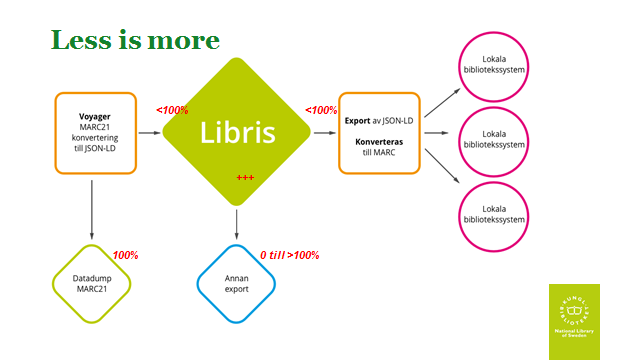 Less is more
Voyager
MARC21
konvertering
till JSON-LD
<100%
Libris
+++
<100%
Export av JSON-LD
Konverteras
till MARC
Lokala
bibliotekssystem
Lokala
bibliotekssystem
Lokala
bibliotekssystem
Datadump
MARC21
100%
Annan
export
0 till >100%
KUNGL
BIBLIOTEKET
National Library
of Sweden